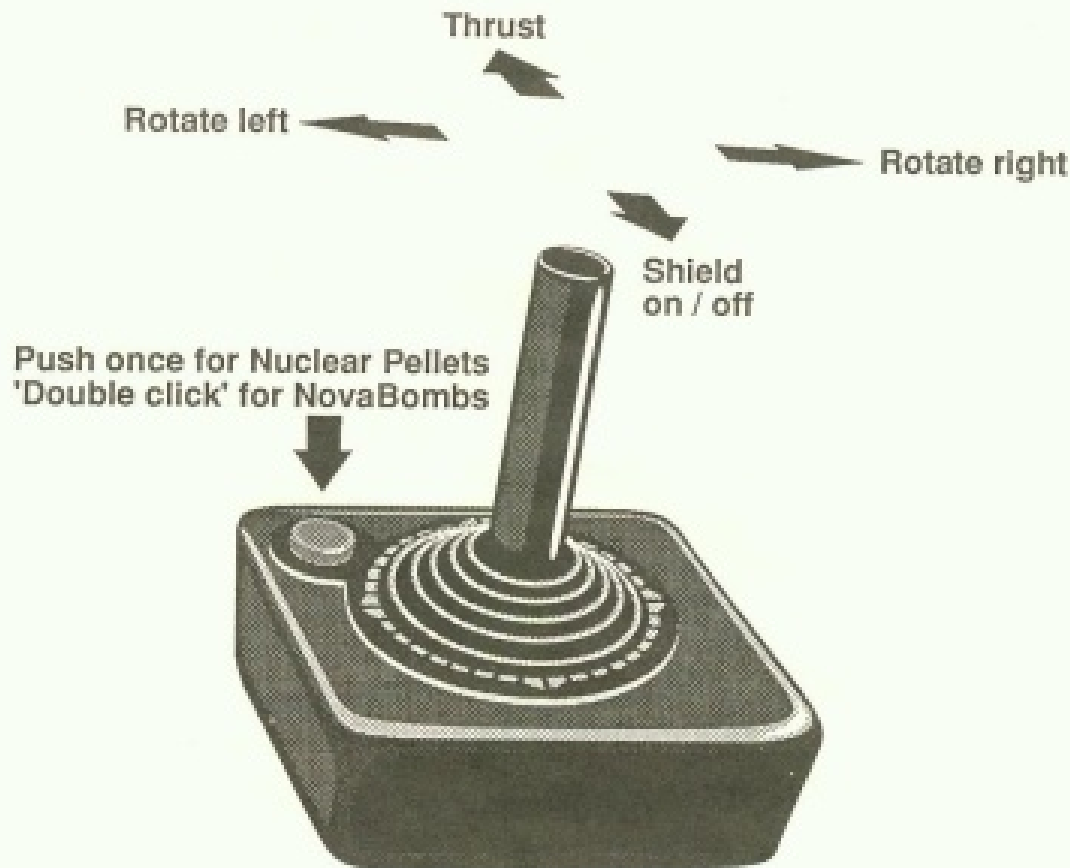 Thrust
Rotate left
Rotate right
Shield
on / off
Push once for Nuclear Pellets
'Double click' for NovaBombs